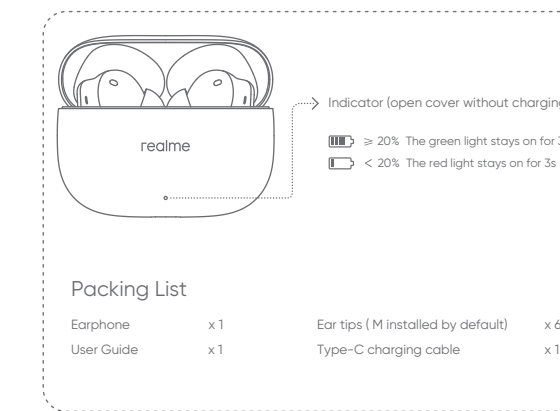 Indicator (open cover without charging
≥ 20% The green light stays on for 3
realme
< 20% The red light stays on for 3s
Packing List
Earphone x 1 Ear tips ( M installed by default) x 6
User Guide x 1 Type-C charging cable x 1